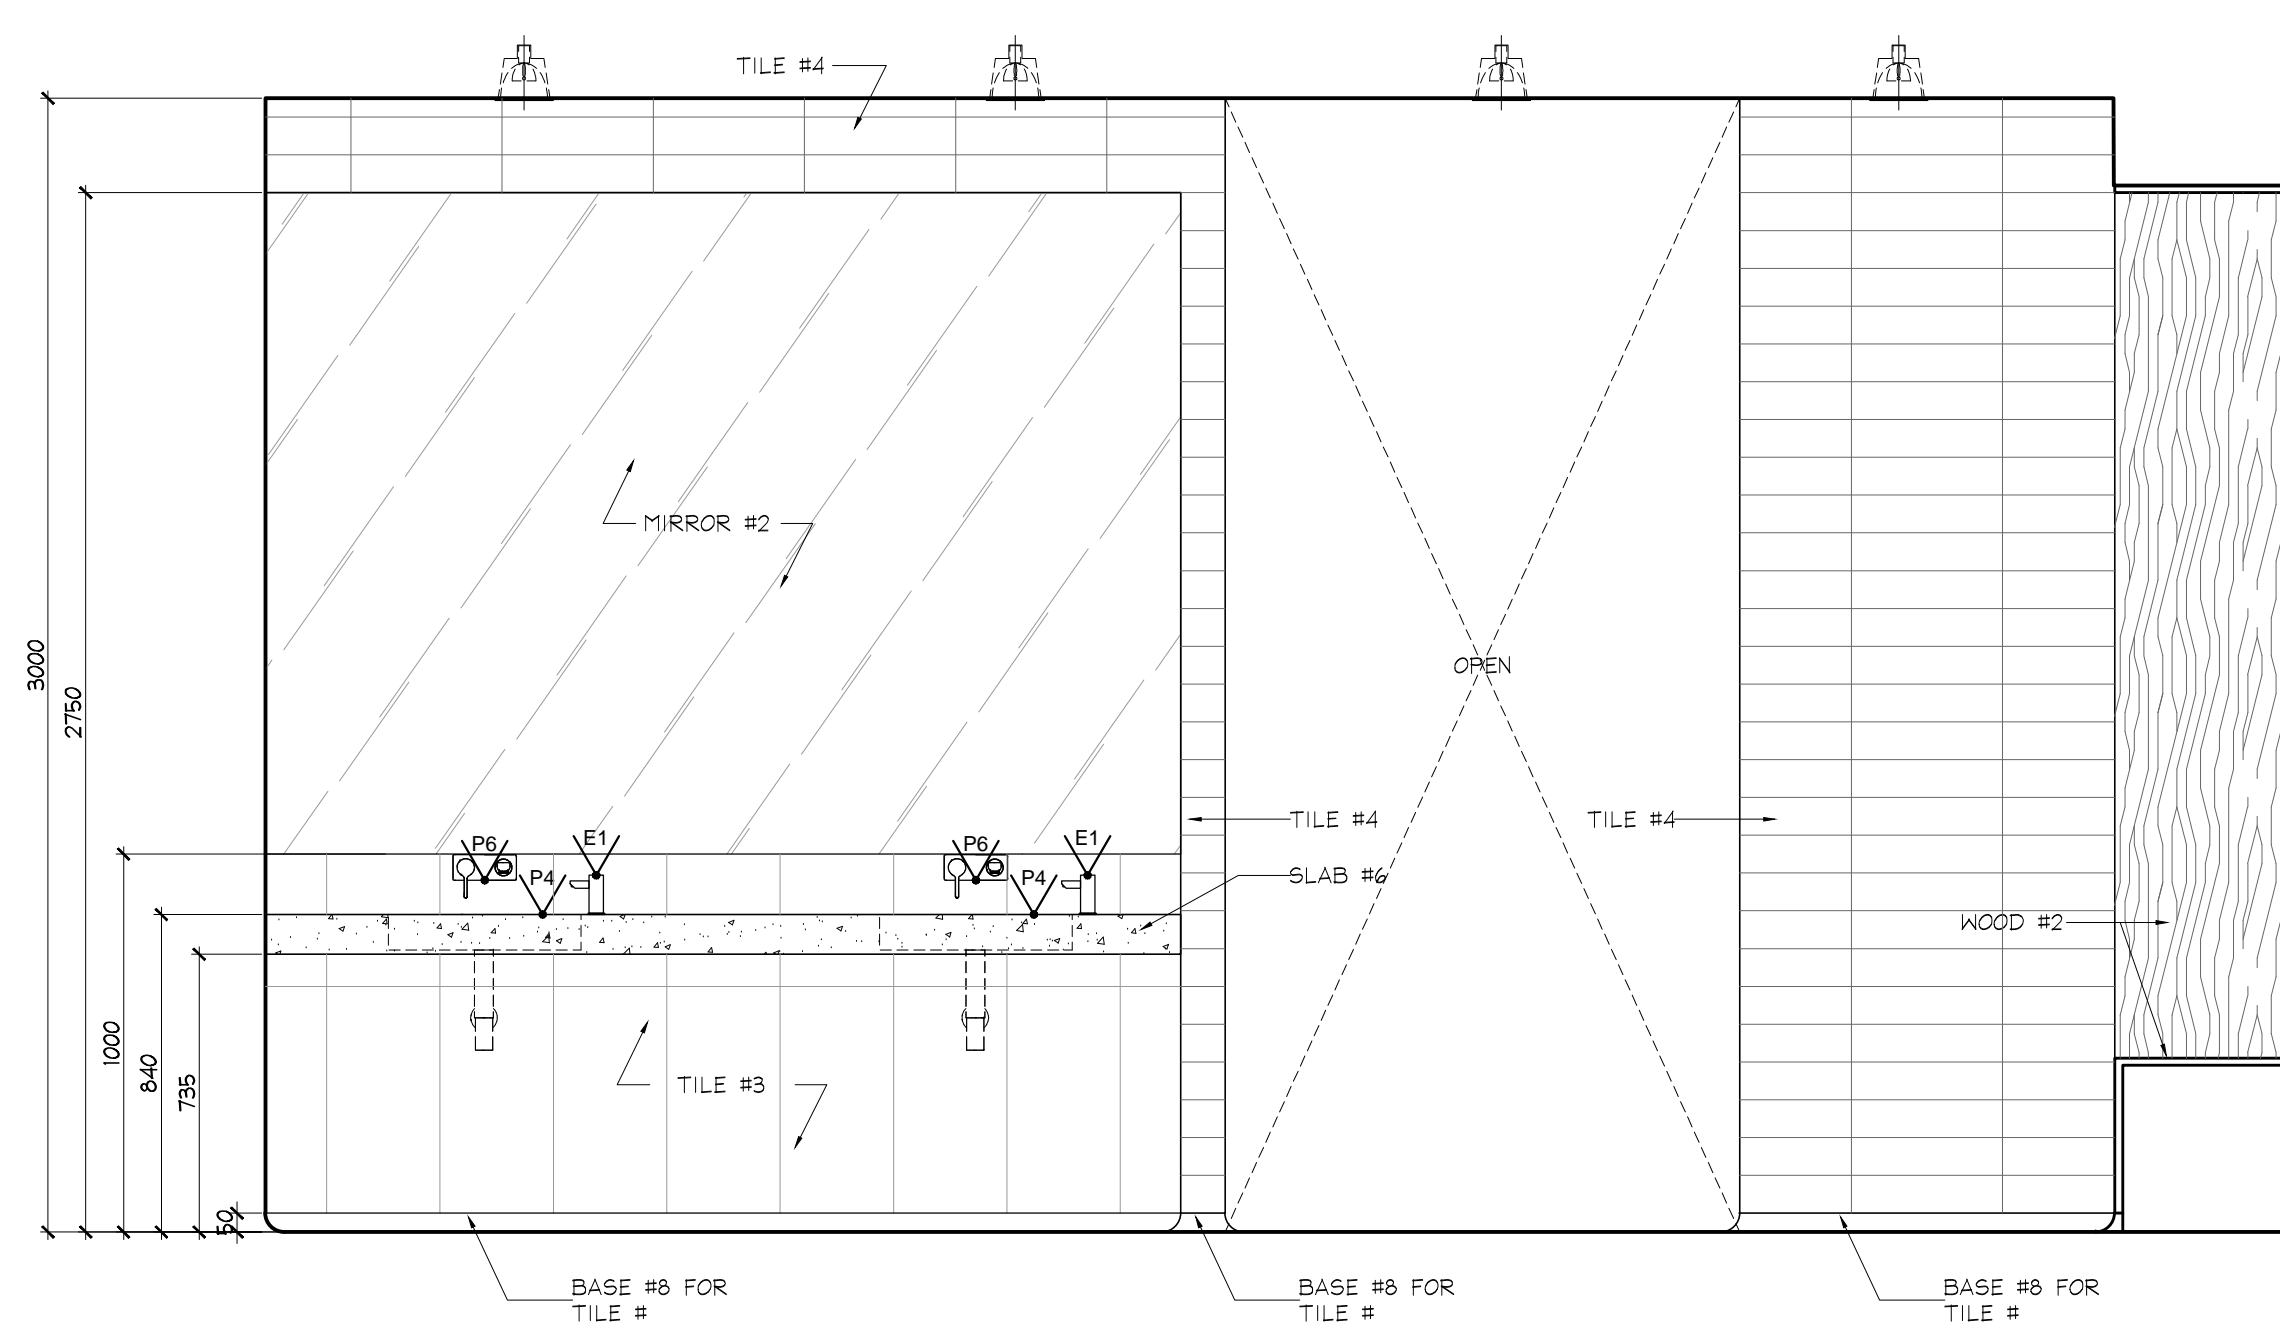 TILE #4
3000
2750
MIRROR #2
OPEN
TILE #4
TILE #4
P6
E1
P6
E1
P4
P4
SLAB #6
WOOD #2
1000
840
735
TILE #3
50
BASE #8 FOR
TILE #
BASE #8 FOR
TILE #
BASE #8 FOR
TILE #